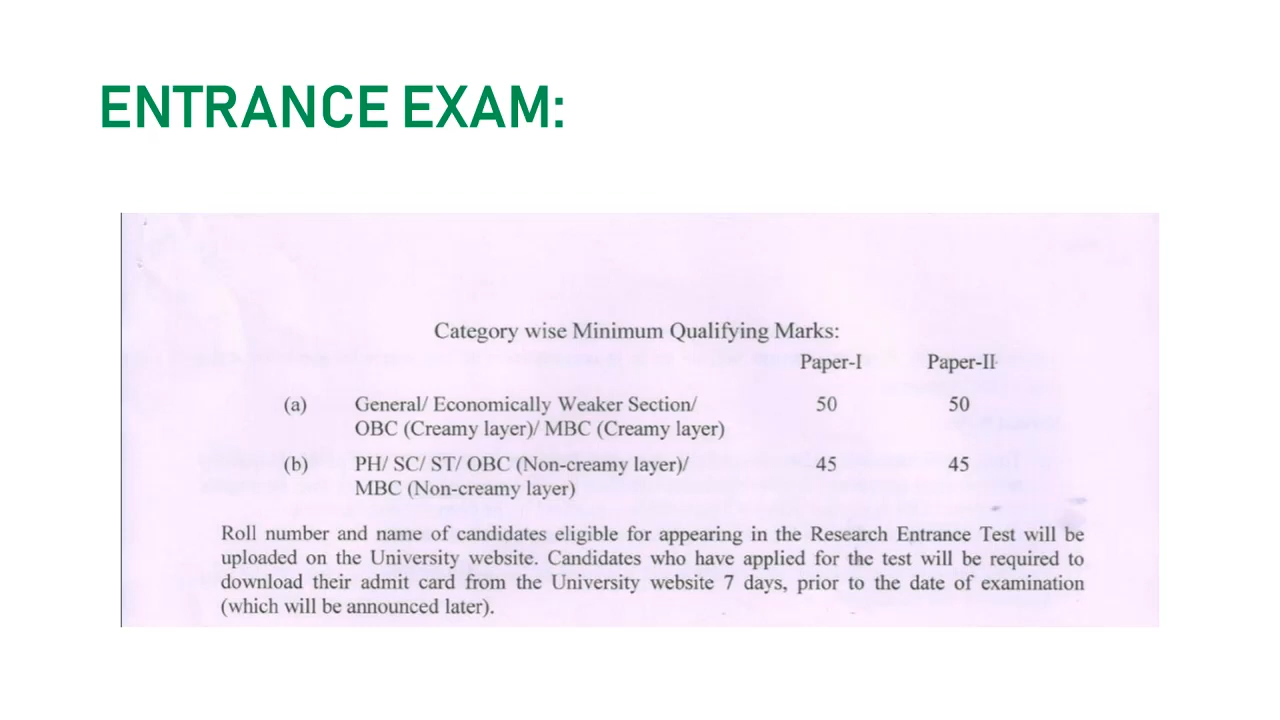 ENTRANCE EXAM:
Category wise Minimum Qualifying Marks:
Paper-I Paper-II
(a) General/ Economically Weaker Section/ 50 50
OBC (Creamy layer)/ MBC (Creamy layer)
(b) PH/ SC/ ST/ OBC (Non-creamy layer)/ 45 45
MBC (Non-creamy layer)
Roll number and name of candidates eligible for appearing in the Research Entrance Test will be
uploaded on the University website. Candidates who have applied for the test will be required to
download their admit card from the University website 7 days, prior to the date of examination
(which will be announced later).